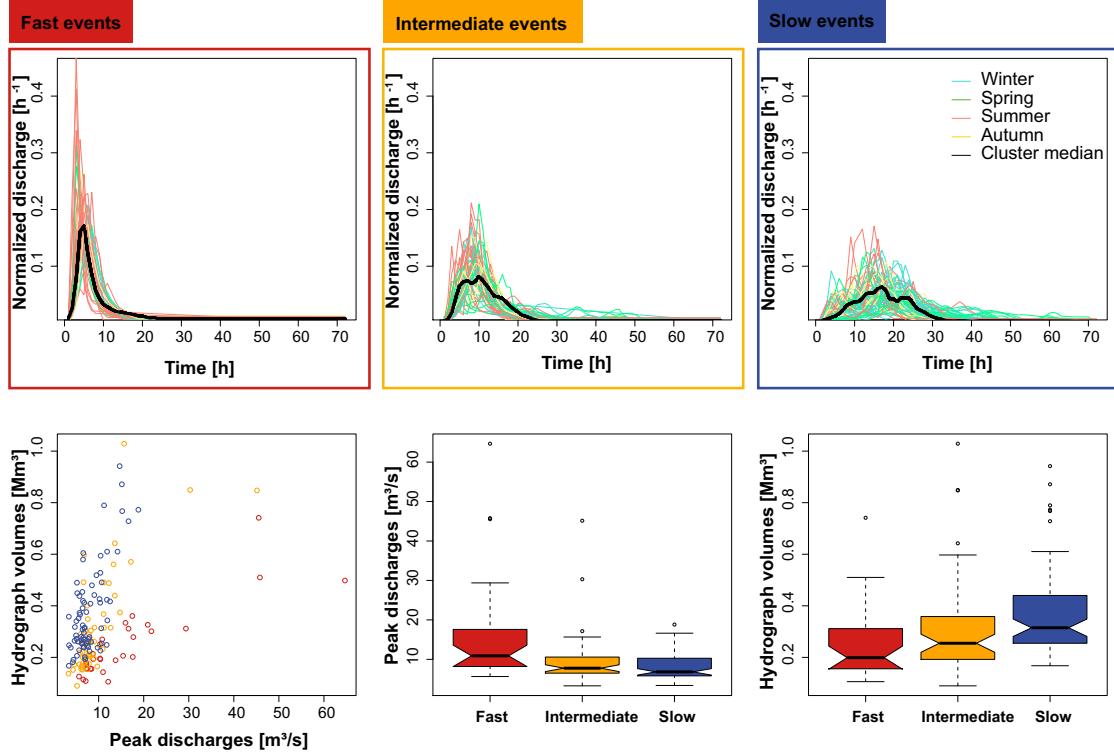 Fast events
Intermediate events
Slow events
Normalized discharge [h⁻¹]
0.4
0.3
0.2
0.1
0 10 20 30 40 50 60 70
Time [h]
Normalized discharge [h⁻¹]
0.4
0.3
0.2
0.1
0 10 20 30 40 50 60 70
Time [h]
Normalized discharge [h⁻¹]
0.4
0.3
0.2
0.1
0 10 20 30 40 50 60 70
Time [h]
Winter
Spring
Summer
Autumn
Cluster median
Hydrograph volumes [Mm³]
1.0
0.8
0.6
0.4
0.2
10 20 30 40 50 60
Peak discharges [m³/s]
Peak discharges [m³/s]
60
50
40
30
20
10
Fast Intermediate Slow
Hydrograph volumes [Mm³]
1.0
0.8
0.6
0.4
0.2
Fast Intermediate Slow